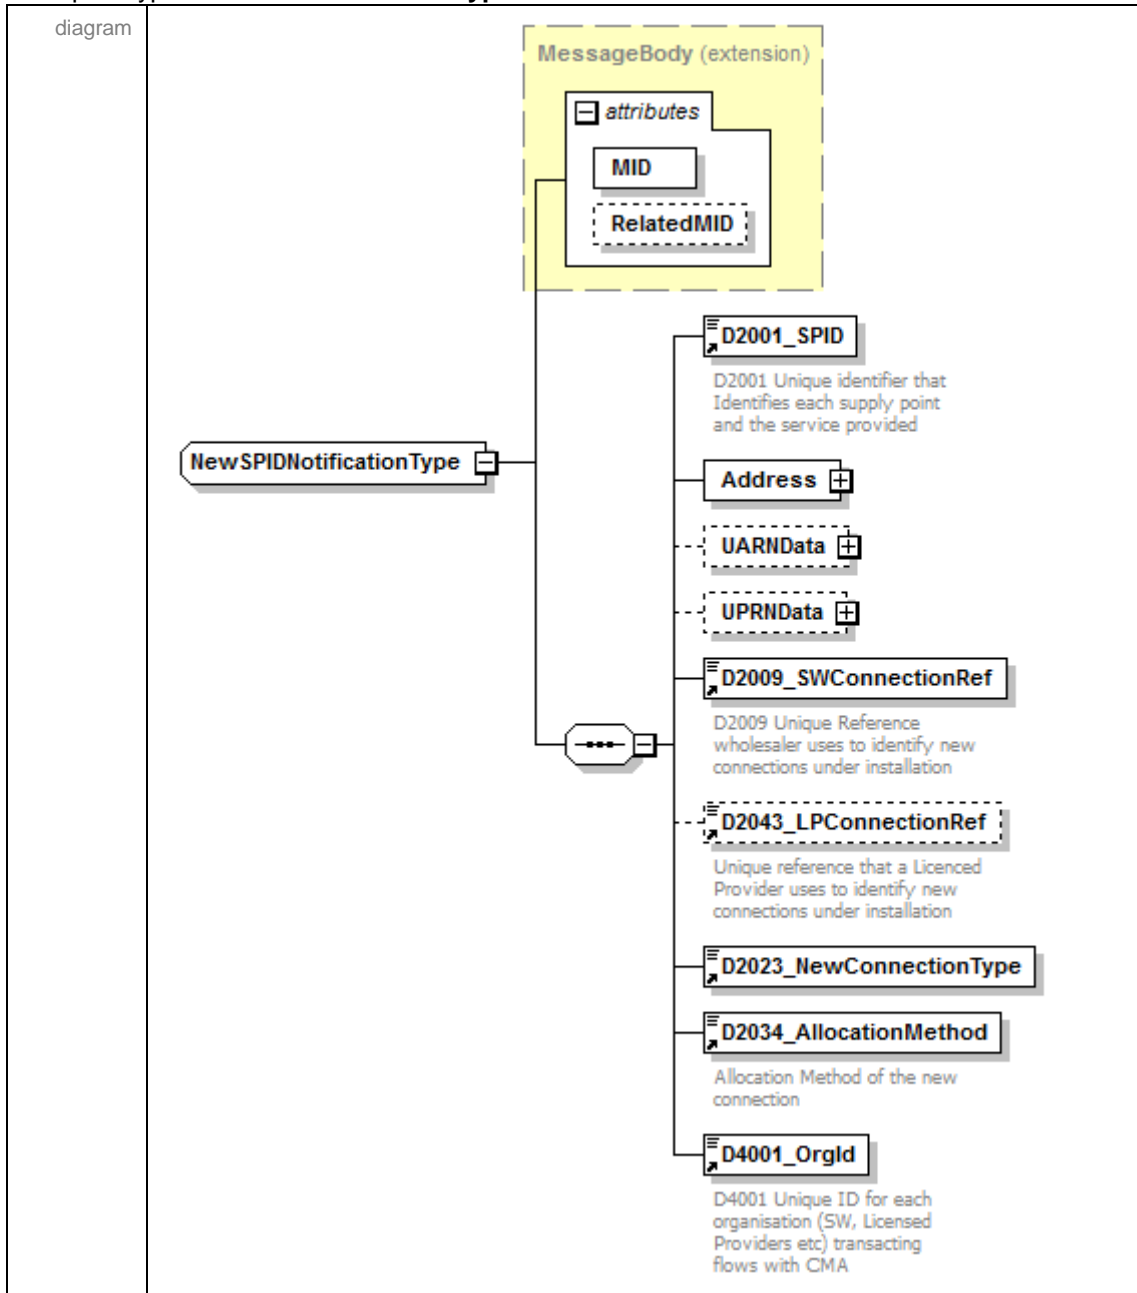 diagram
MessageBody (extension)
attributes
MID
RelatedMID
D2001_SPID
D2001 Unique identifier that
Identifies each supply point
and the service provided
NewSPIDNotificationType
Address
UARNData
UPRNData
D2009_SWConnectionRef
D2009 Unique Reference
wholesaler uses to identify new
connections under installation
D2043_LPConnectionRef
Unique reference that a Licenced
Provider uses to identify new
connections under installation
D2023_NewConnectionType
D2034_AllocationMethod
Allocation Method of the new
connection
D4001_OrgId
D4001 Unique ID for each
organisation (SW, Licensed
Providers etc) transacting
flows with CMA